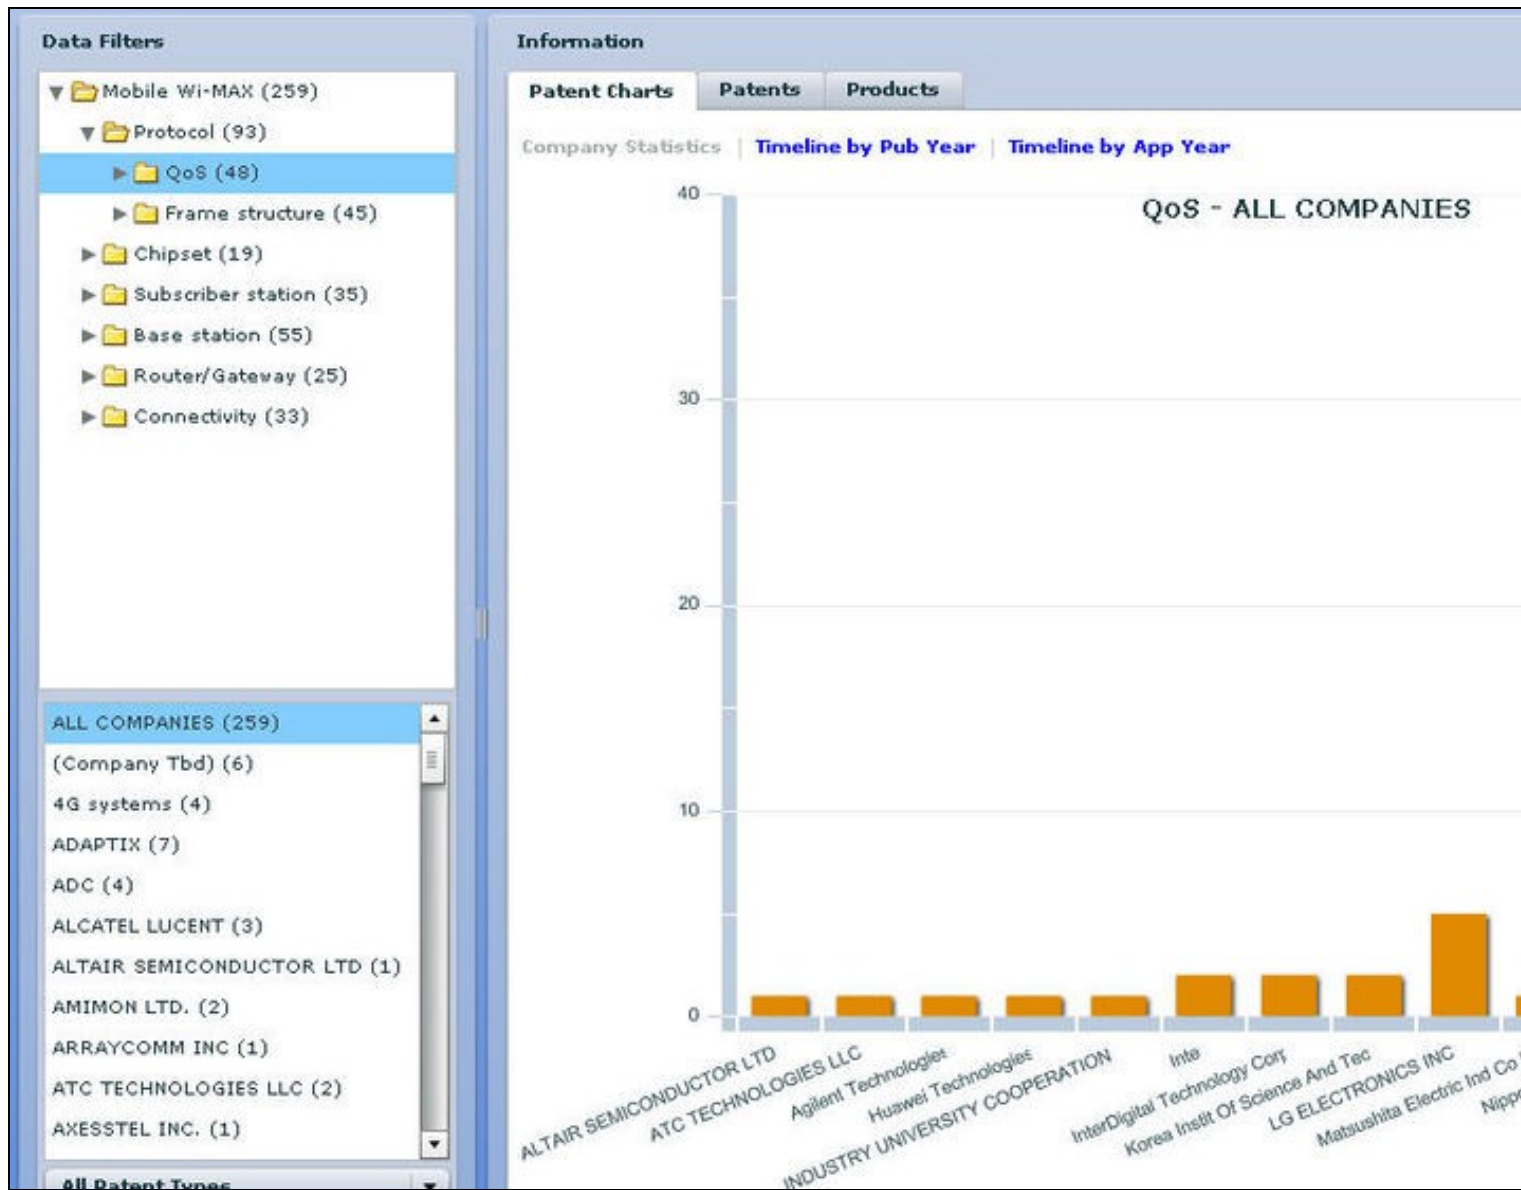 Data Filters
Mobile Wi-MAX (259)
Protocol (93)
QoS (48)
Frame structure (45)
Chipset (19)
Subscriber station (35)
Base station (55)
Router/Gateway (25)
Connectivity (33)
ALL COMPANIES (259)
(Company Tbd) (6)
4G systems (4)
ADAPTIX (7)
ADC (4)
ALCATEL LUCENT (3)
ALTAIR SEMICONDUCTOR LTD (1)
AMIMON LTD. (2)
ARRAYCOMM INC (1)
ATC TECHNOLOGIES LLC (2)
AXESSTEL INC. (1)
All Patent Types
Information
Patent Charts Patents Products
Company Statistics | Timeline by Pub Year | Timeline by App Year
QoS - ALL COMPANIES
40
30
20
10
0
ALTAIR SEMICONDUCTOR LTD
ATC TECHNOLOGIES LLC
Agilent Technologies
Huawei Technologies
INDUSTRY UNIVERSITY COOPERATION
Inte
InterDigital Technology Corp
Korea Instit Of Science And Tec
LG ELECTRONICS INC
Matsushita Electric Ind Co